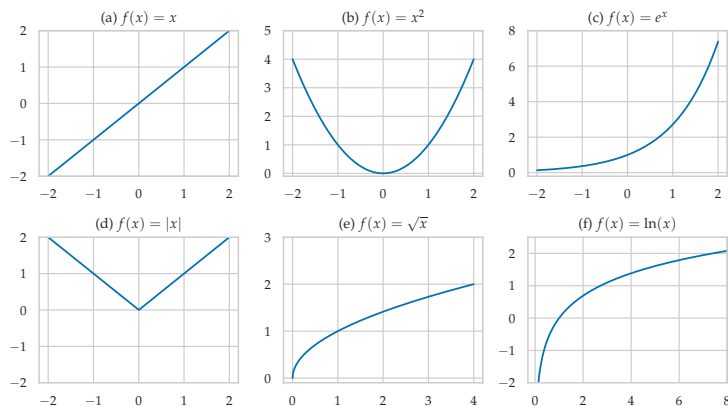 (a) f(x) = x
2
1
0
−1
−2
−2 −1 0 1 2
(b) f(x) = x²
5
4
3
2
1
0
−2 −1 0 1 2
(c) f(x) = eˣ
8
6
4
2
0
−2 −1 0 1 2
(d) f(x) = |x|
2
1
0
−1
−2
−2 −1 0 1 2
(e) f(x) = √x
3
2
1
0
0 1 2 3 4
(f) f(x) = ln(x)
2
1
0
−1
−2
0 2 4 6 8